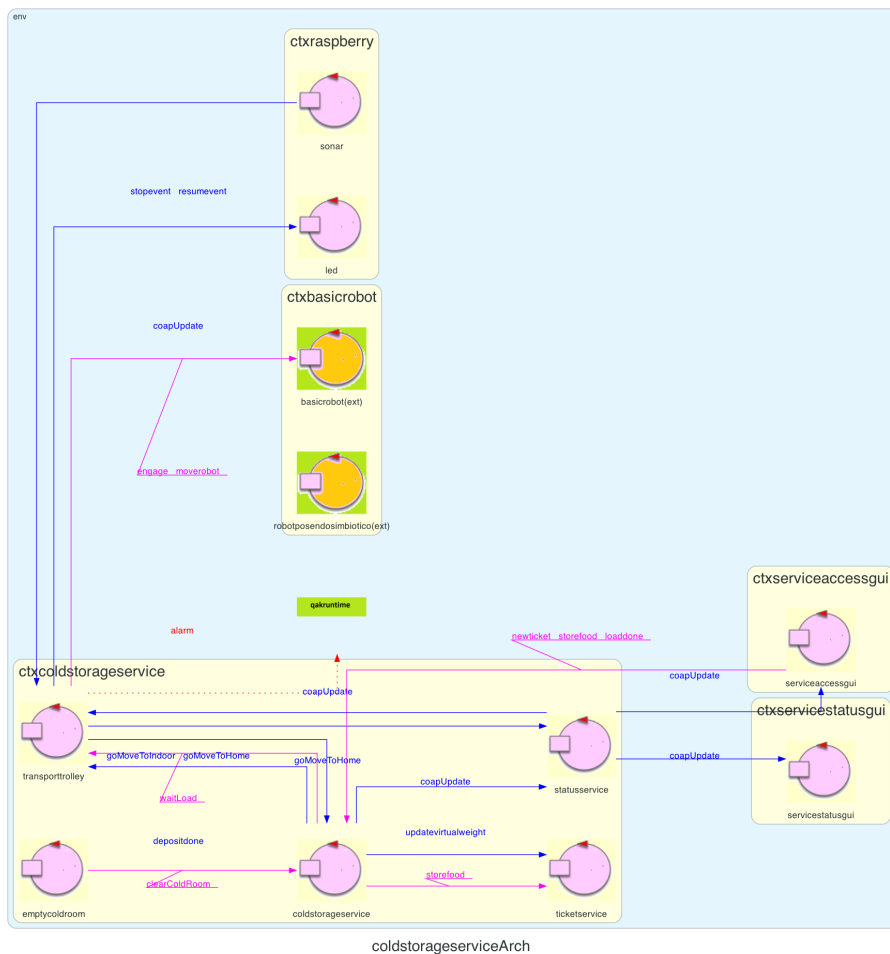 env
ctxraspberry
sonar
stopevent resumevent
led
ctxbasicrobot
coapUpdate
basicrobot(ext)
engage moverobot
robotposendosimbiotico(ext)
ctxserviceaccessgui
qakruntime
alarm
newticket storefood loaddone
ctxcoldstorageservice
coapUpdate
serviceaccessgui
coapUpdate
ctxservicestatusgui
goMoveToIndoor goMoveToHome
goMoveToHome
coapUpdate
transporttrolley
statusservice
coapUpdate
waitLoad
servicestatusgui
updatevirtualweight
depositdone
storefood
clearColdRoom
emptycoldroom
coldstorageservice
ticketservice
coldstorageserviceArch